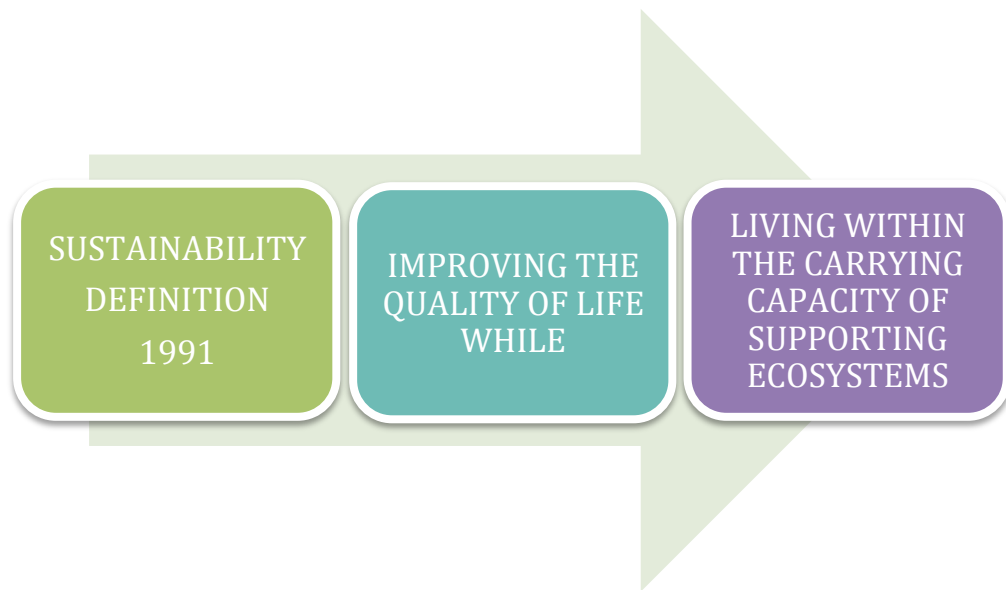 SUSTAINABILITY
DEFINITION
1991
IMPROVING THE
QUALITY OF LIFE
WHILE
LIVING WITHIN
THE CARRYING
CAPACITY OF
SUPPORTING
ECOSYSTEMS